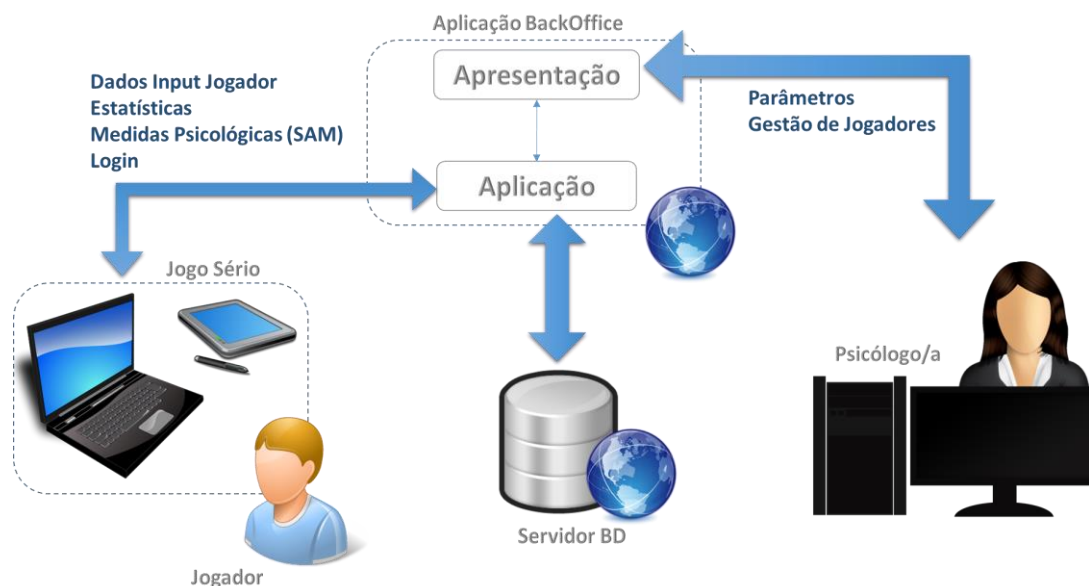 Aplicação BackOffice
Apresentação
Dados Input Jogador
Estatísticas
Medidas Psicológicas (SAM)
Login
Parâmetros
Gestão de Jogadores
Aplicação
Jogo Sério
Psicólogo/a
Servidor BD
Jogador